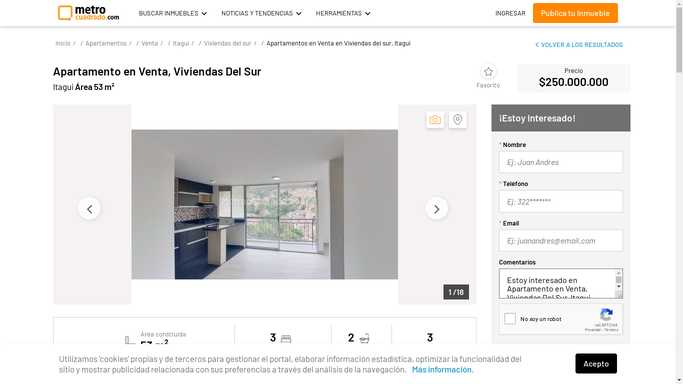 metro
cuadrado.com
BUSCAR INMUEBLES
NOTICIAS Y TENDENCIAS
HERRAMIENTAS
INGRESAR
Publica tu Inmueble
Inicio / / Apartamentos / / Venta / / Itagui / / Viviendas del sur / / Apartamentos en Venta en Viviendas del sur, Itagui
VOLVER A LOS RESULTADOS
Apartamento en Venta, Viviendas Del Sur
Itagui Área 53 m²
Favorito
Precio
$250.000.000
1 /18
¡Estoy Interesado!
* Nombre
Ej: Juan Andres
* Telefono
Ej: 322*******
* Email
Ej: juanandres@email.com
Comentarios
Estoy interesado en
Apartamento en Venta,
Viviendas Del Sur, Itagui
No soy un robot
reCAPTCHA
Privacidad - Términos
Área construida
53 m²
3
2
3
Utilizamos 'cookies' propias y de terceros para gestionar el portal, elaborar información estadística, optimizar la funcionalidad del
sitio y mostrar publicidad relacionada con sus preferencias a través del análisis de la navegación. Más información.
Acepto